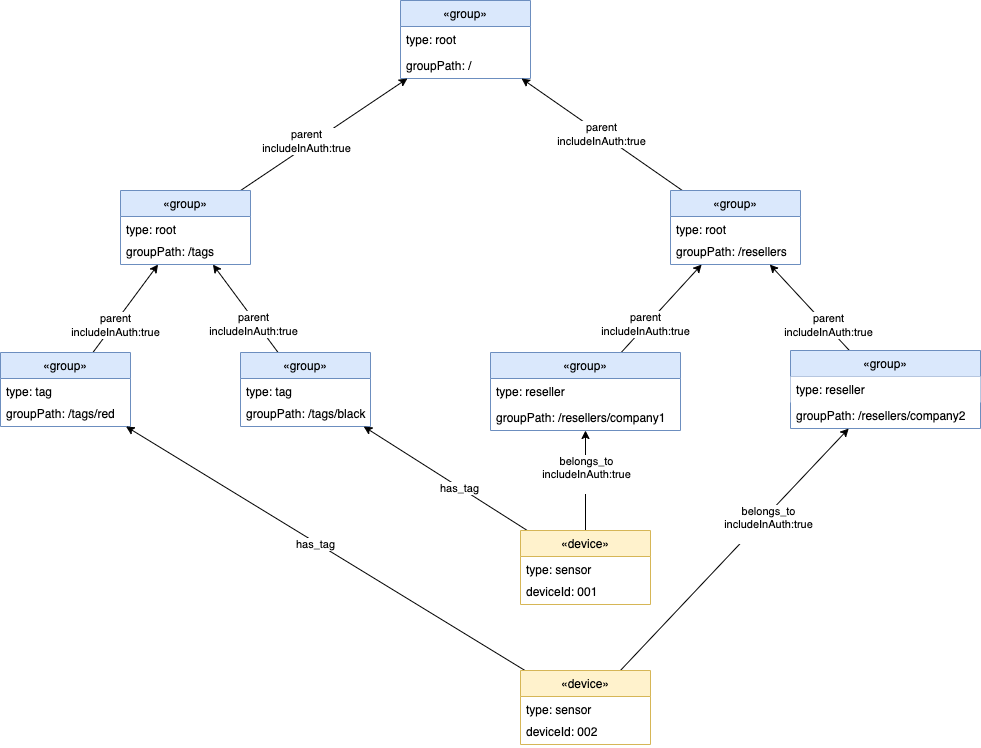 «group»
type: root
groupPath: /
parent
includeInAuth:true
parent
includeInAuth:true
«group»
type: root
groupPath: /tags
«group»
type: root
groupPath: /resellers
parent
includeInAuth:true
parent
includeInAuth:true
parent
includeInAuth:true
parent
includeInAuth:true
«group»
type: tag
groupPath: /tags/red
«group»
type: tag
groupPath: /tags/black
«group»
type: reseller
groupPath: /resellers/company1
«group»
type: reseller
groupPath: /resellers/company2
has_tag
belongs_to
includeInAuth:true
has_tag
belongs_to
includeInAuth:true
«device»
type: sensor
deviceId: 001
«device»
type: sensor
deviceId: 002